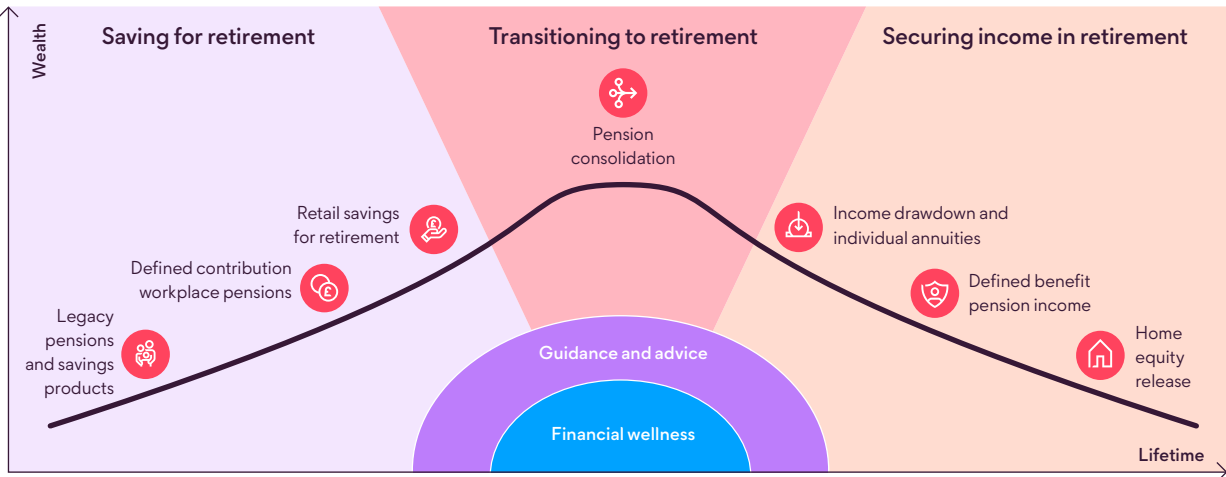 Wealth
Saving for retirement
Transitioning to retirement
Securing income in retirement
Pension
consolidation
Retail savings
for retirement
Defined contribution
workplace pensions
Legacy
pensions
and savings
products
Income drawdown and
individual annuities
Defined benefit
pension income
Home
equity
release
Guidance and advice
Financial wellness
Lifetime